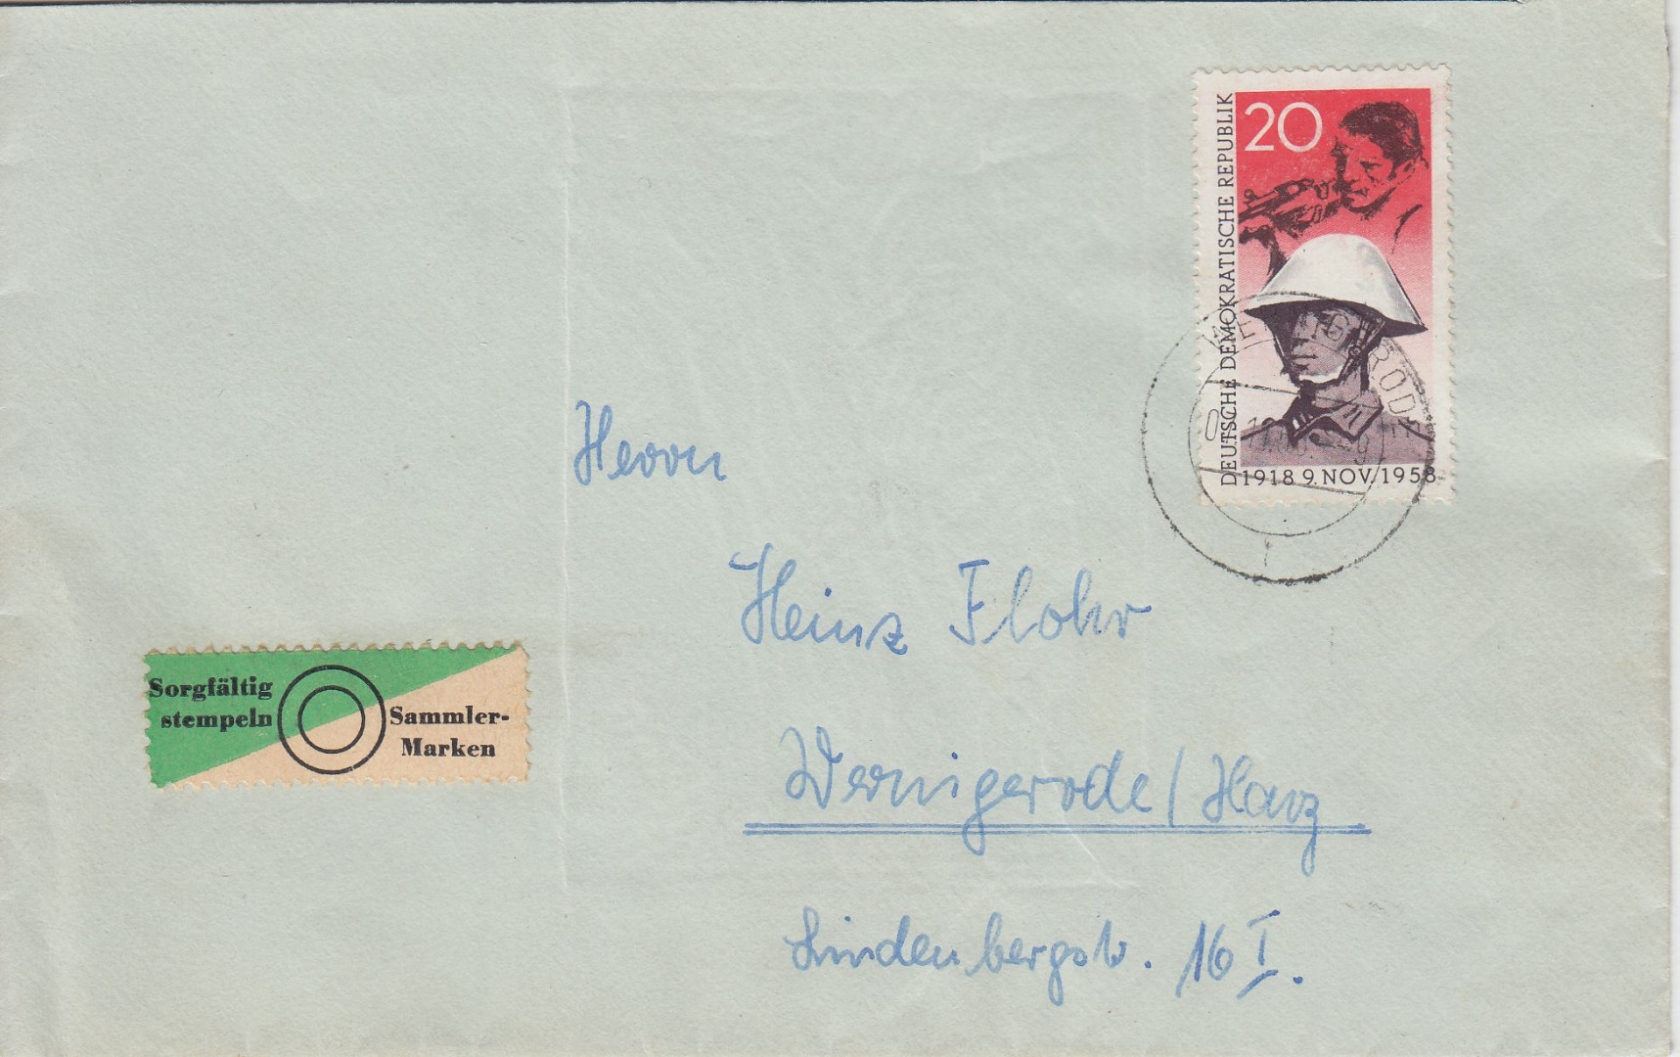 20
DEUTSCHE DEMOKRATISCHE REPUBLIK
WERNIGERODE
1918 9. NOV. 1958
Herrn
Heinz Flohr
Sorgfältig
stempeln
Sammler-
Marken
Wernigerode / Harz
Lindenbergstr. 16 I.